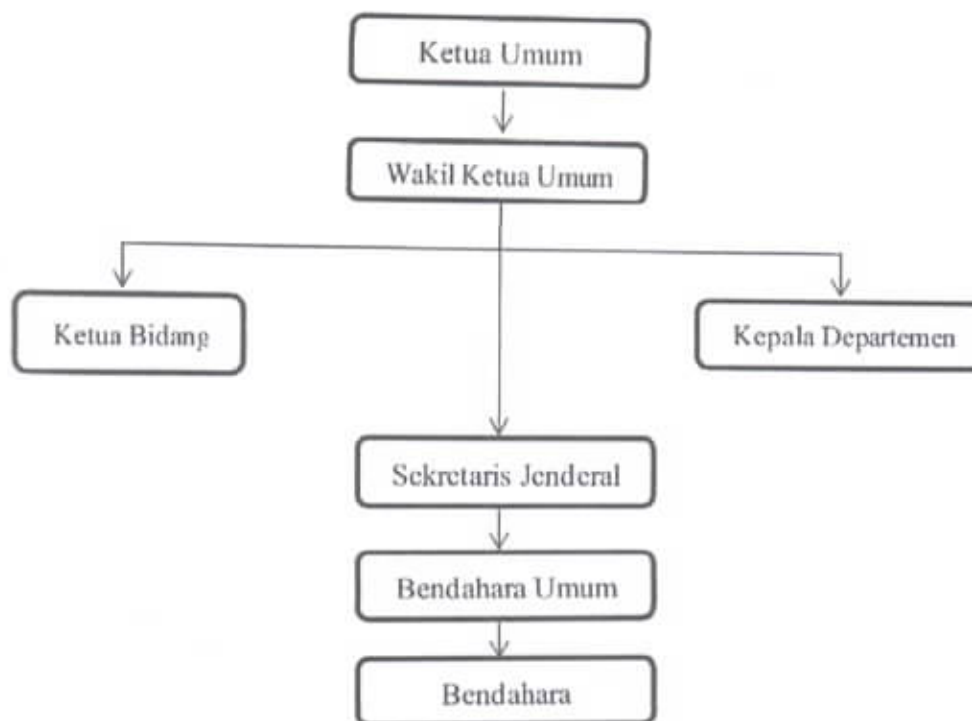 Ketua Umum
Wakil Ketua Umum
Ketua Bidang
Kepala Departemen
Sekretaris Jenderal
Bendahara Umum
Bendahara